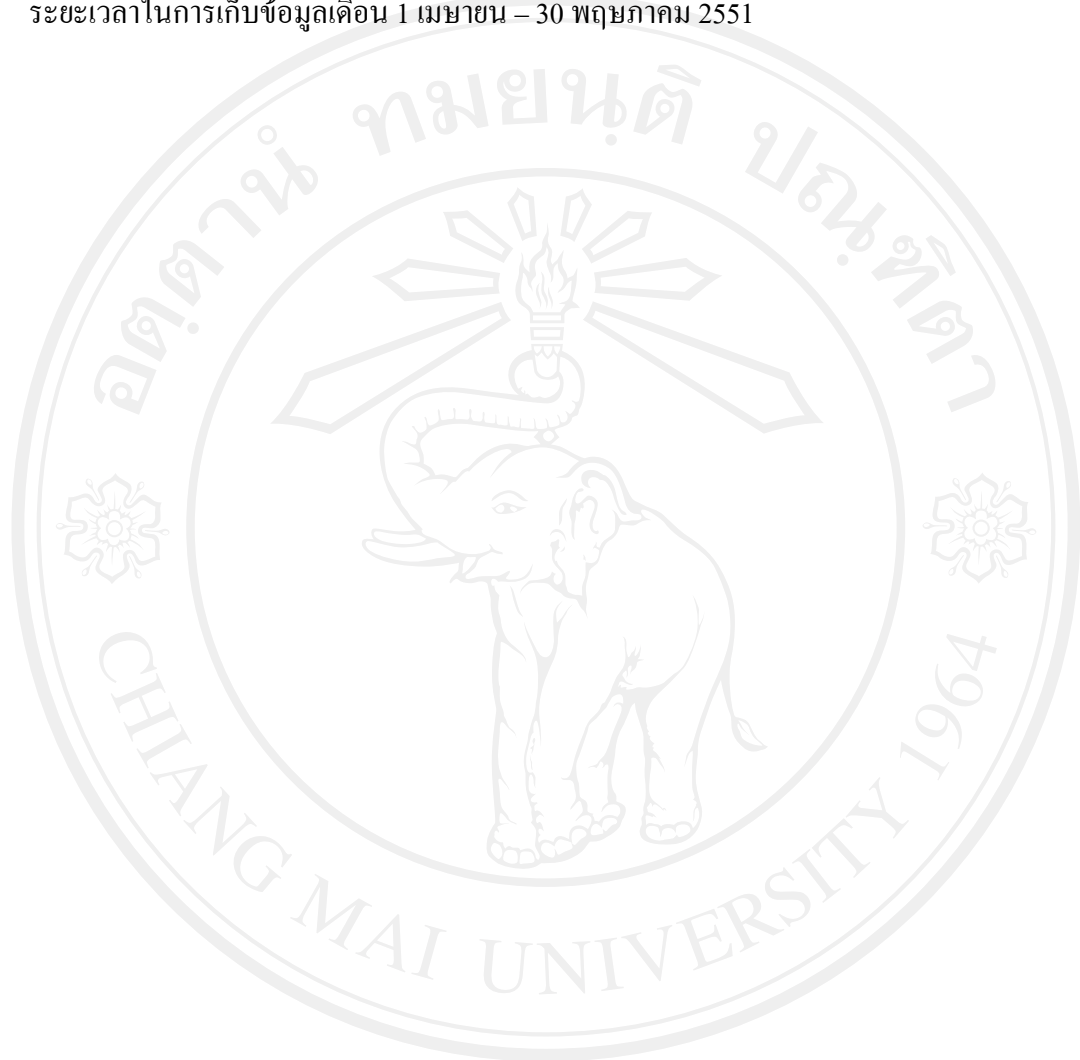 ระยะเวลาในการเก็บข้อมูลเดือน 1 เมษายน – 30 พฤษภาคม 2551
อตฺตานํ ทมยนฺติ ปณฺฑิตา
CHIANG MAI UNIVERSITY 1964